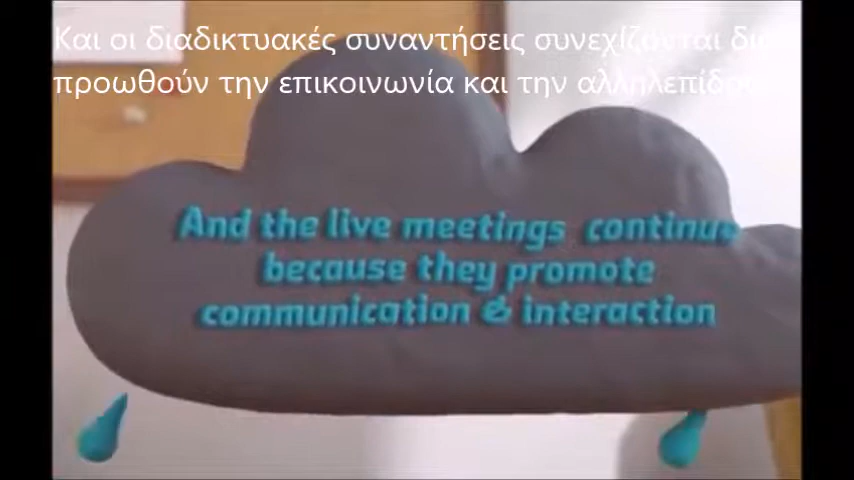 Και οι διαδικτυακές συναντήσεις συνεχίζονται
προωθούν την επικοινωνία και την
And the live meetings continue
because they promote
communication & interaction